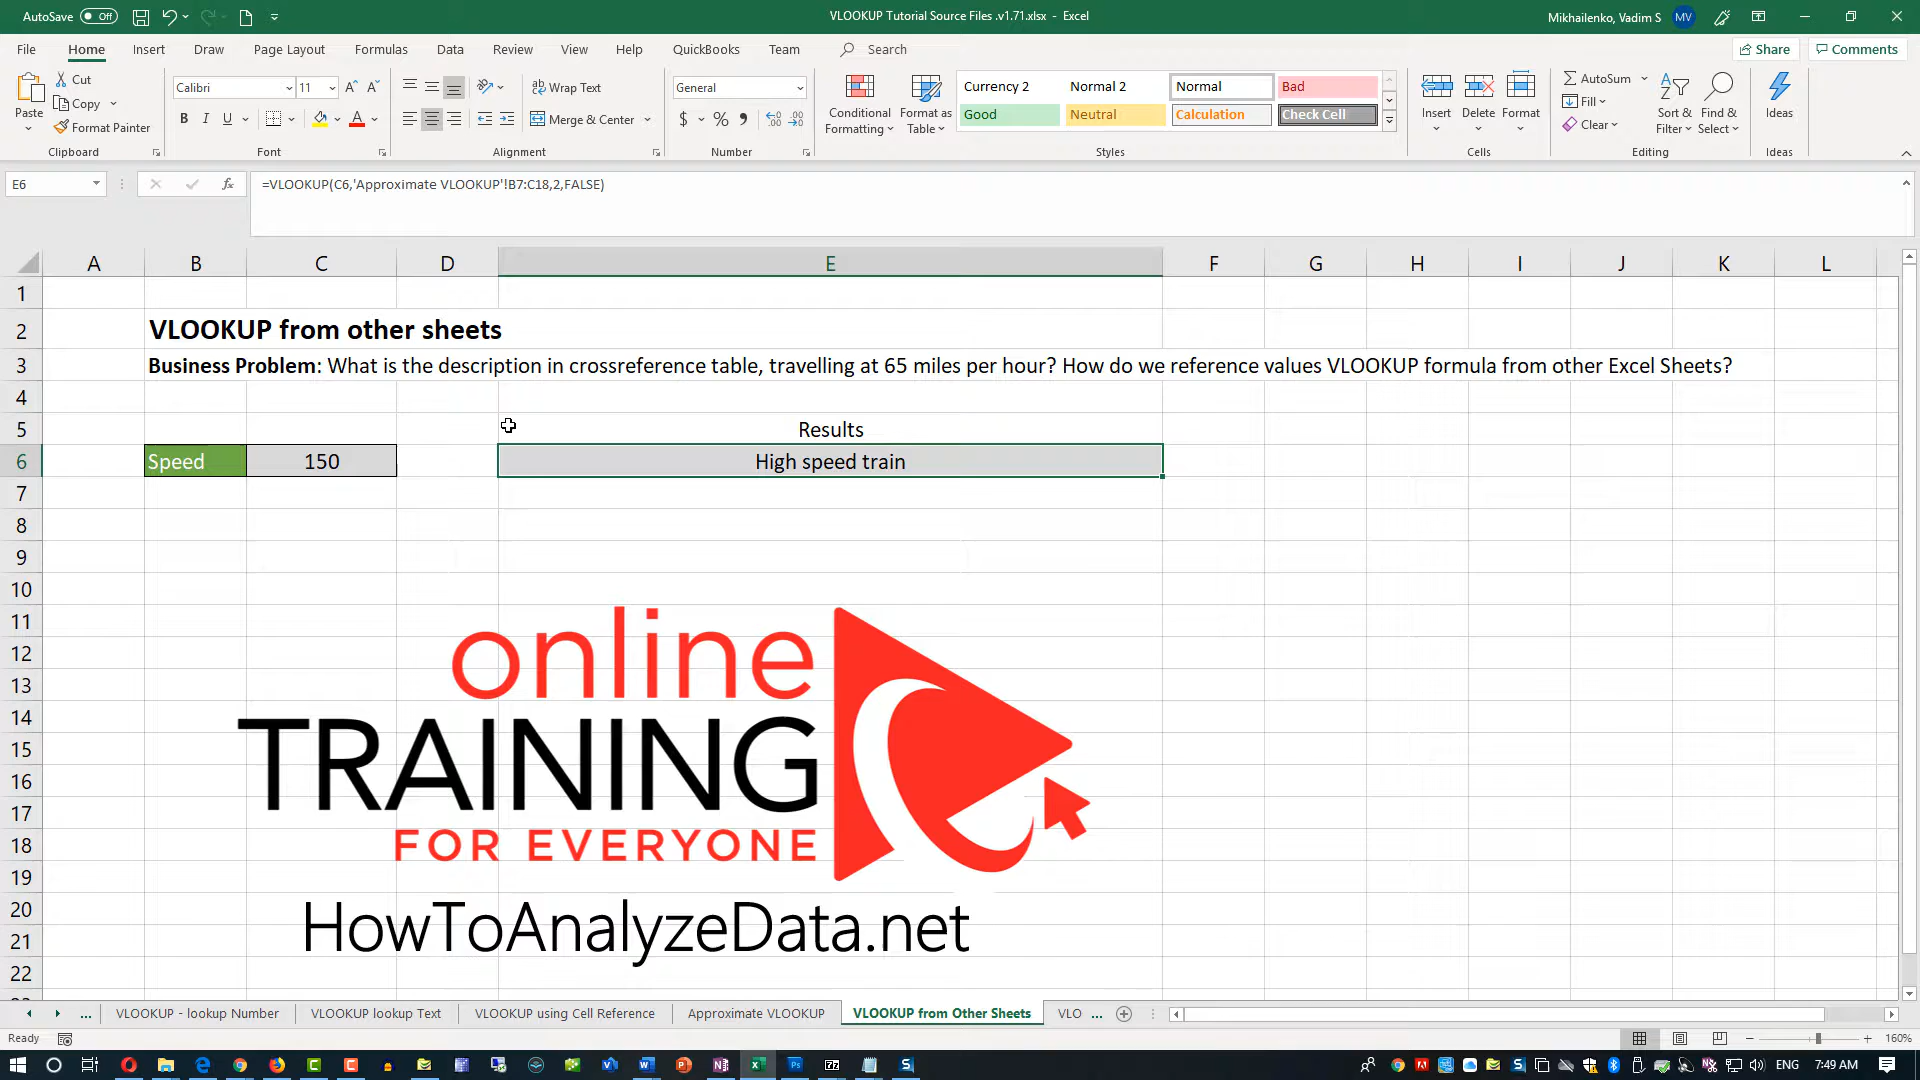 AutoSave Off
VLOOKUP Tutorial Source Files .v1.71.xlsx - Excel
Mikhailenko, Vadim S MV
File Home Insert Draw Page Layout Formulas Data Review View Help QuickBooks Team Search Share Comments
Paste
Cut
Copy
Format Painter
Clipboard
Calibri 11
B I U
Font
Wrap Text
Merge & Center
Alignment
General
$ % ,
Number
Conditional Formatting
Format as Table
Currency 2 Normal 2 Normal Bad
Good Neutral Calculation Check Cell
Styles
Insert Delete Format
Cells
AutoSum
Fill
Clear
Sort & Filter
Find & Select
Editing
Ideas
Ideas
E6 fx =VLOOKUP(C6,'Approximate VLOOKUP'!B7:C18,2,FALSE)
A B C D E F G H I J K L
1
2 VLOOKUP from other sheets
3 Business Problem: What is the description in crossreference table, travelling at 65 miles per hour? How do we reference values VLOOKUP formula from other Excel Sheets?
4
5 Results
6 Speed 150 High speed train
7
8
9
10
11
12
13
14
15
16
17
18
19
20
21
22
online
TRAINING
FOR EVERYONE
HowToAnalyzeData.net
... VLOOKUP - lookup Number VLOOKUP lookup Text VLOOKUP using Cell Reference Approximate VLOOKUP VLOOKUP from Other Sheets VLO ...
Ready
160%
ENG 7:49 AM